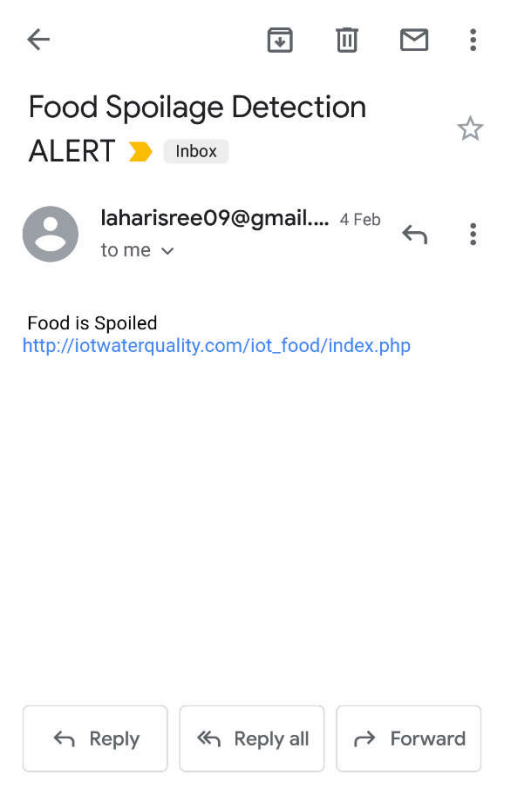 Food Spoilage Detection
ALERT Inbox
laharisree09@gmail.... 4 Feb
to me
Food is Spoiled
http://iotwaterquality.com/iot_food/index.php
Reply Reply all Forward